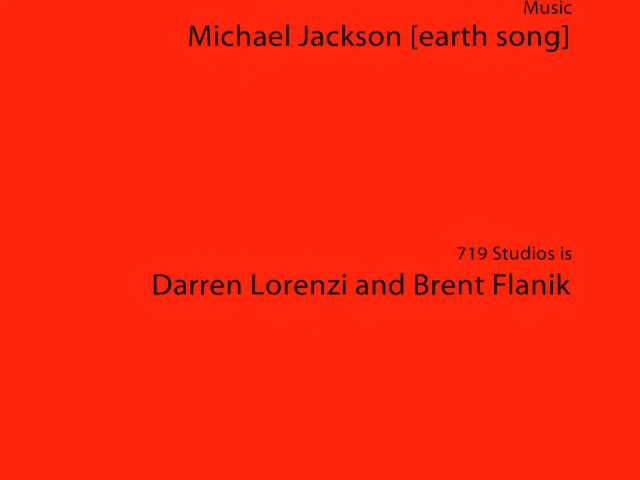 Music
Michael Jackson [earth song]
719 Studios is
Darren Lorenzi and Brent Flanik